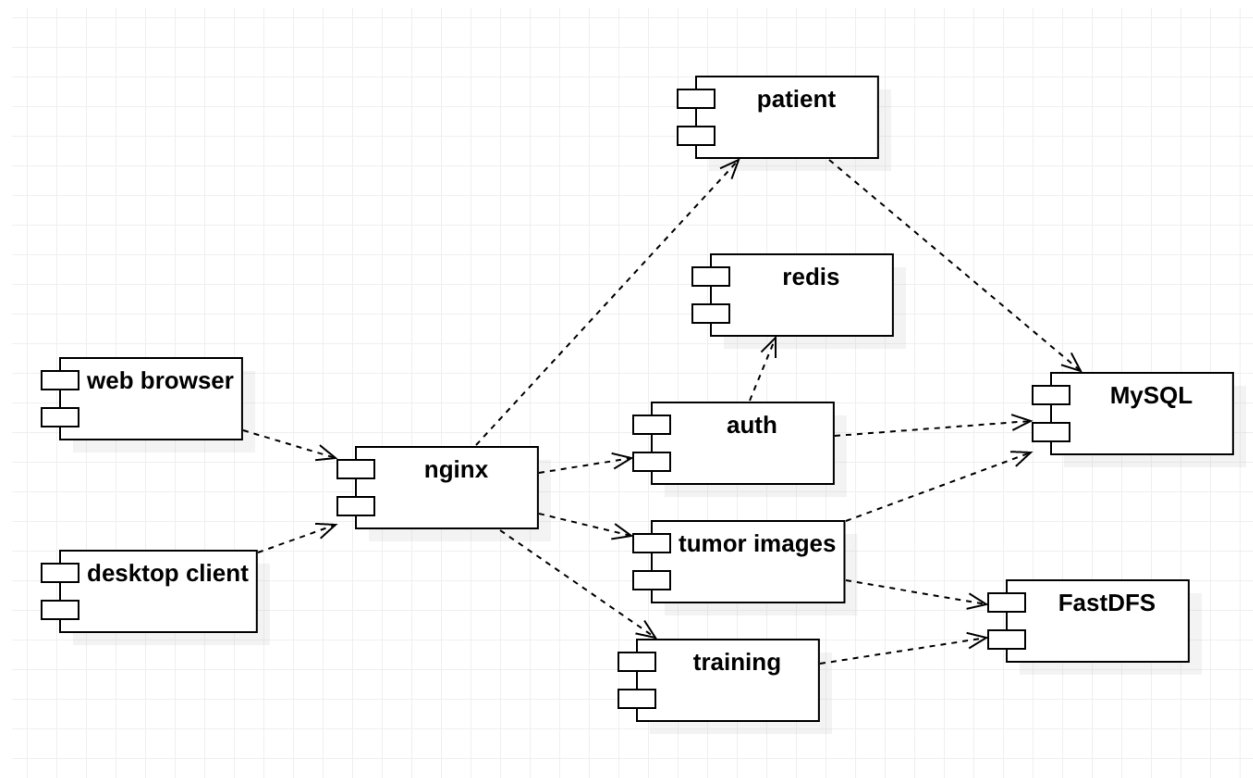 patient
redis
web browser
MySQL
auth
nginx
tumor images
desktop client
FastDFS
training